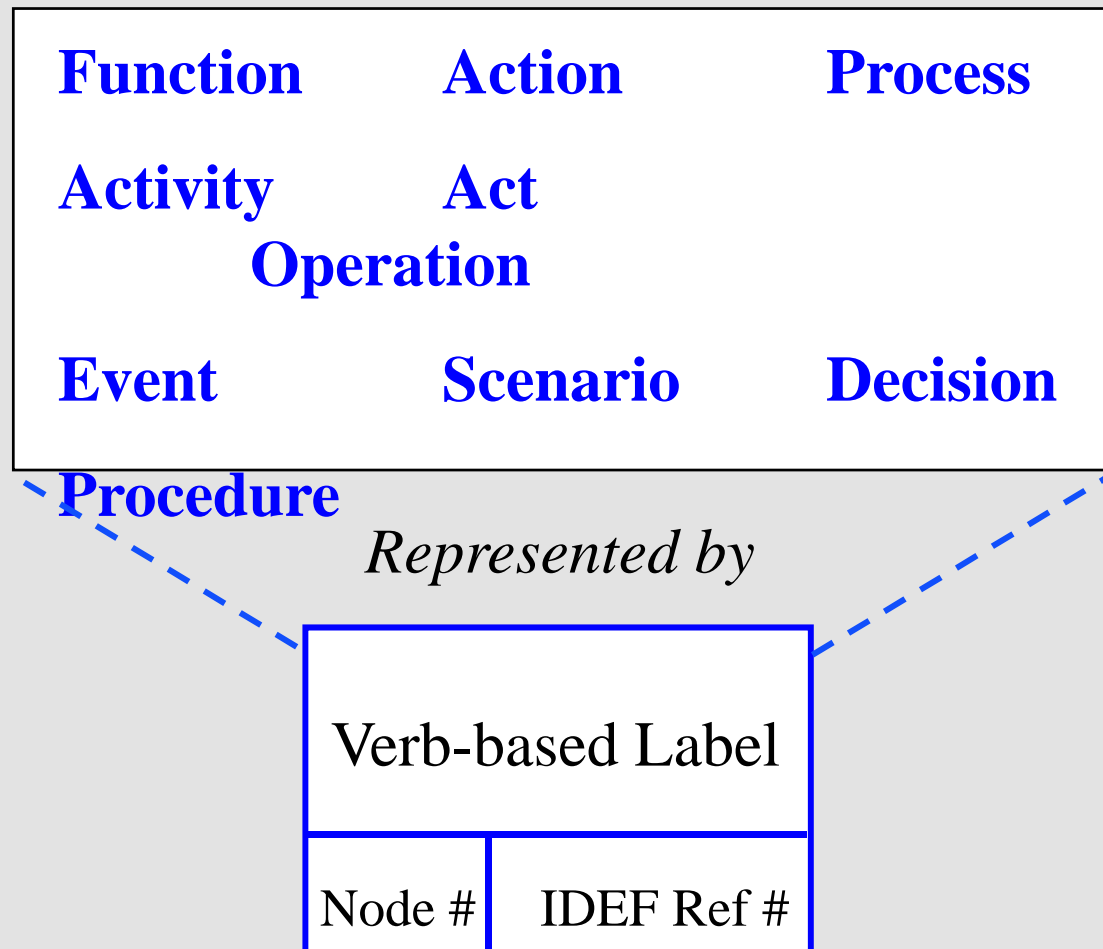 Function Action Process
Activity Act
Operation
Event Scenario Decision
Procedure
Represented by
Verb-based Label
Node # IDEF Ref #